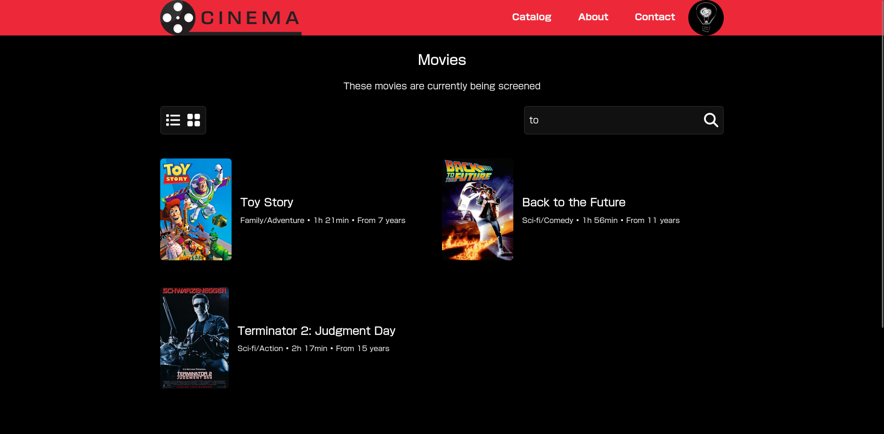 CINEMA
Catalog
About
Contact
Movies
These movies are currently being screened
to
TOY
STORY
Toy Story
Family/Adventure • 1h 21min • From 7 years
BACK
TO THE
FUTURE
Back to the Future
Sci-fi/Comedy • 1h 56min • From 11 years
SCHWARZENEGGER
TERMINATOR 2
JUDGMENT DAY
Terminator 2: Judgment Day
Sci-fi/Action • 2h 17min • From 15 years